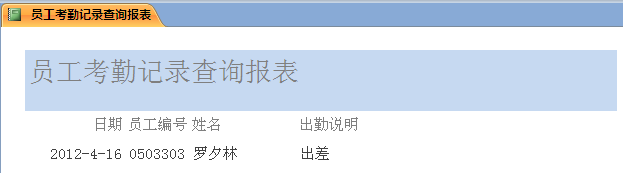 员工考勤记录查询报表
员工考勤记录查询报表
日期 员工编号 姓名 出勤说明
2012-4-16 0503303 罗夕林 出差